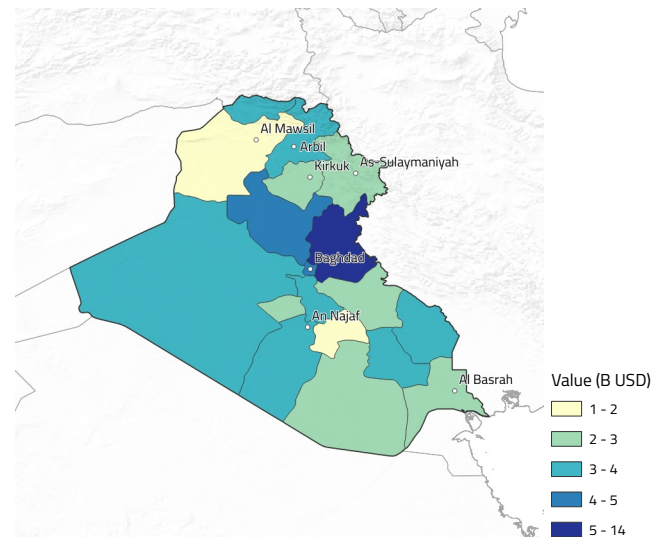 Al Mawsil
Arbil
Kirkuk
As-Sulaymaniyah
Baghdad
An Najaf
Al Basrah
Value (B USD)
1 - 2
2 - 3
3 - 4
4 - 5
5 - 14